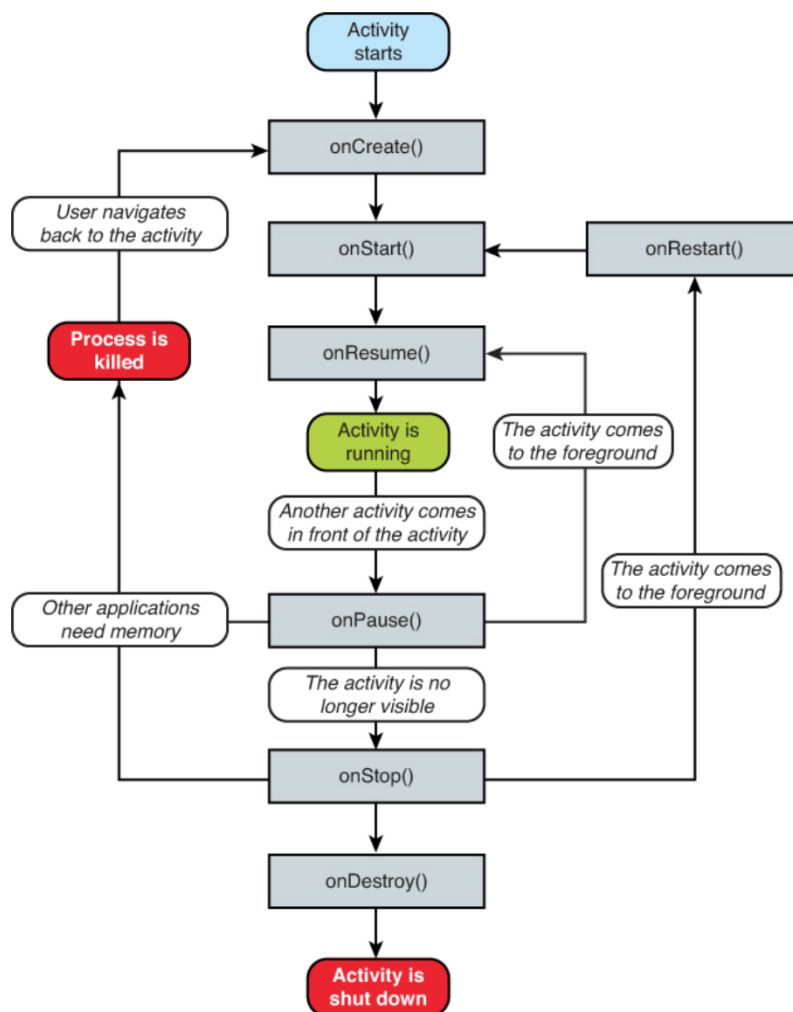 Activity
starts
onCreate()
User navigates
back to the activity
onStart()
onRestart()
Process is
killed
onResume()
Activity is
running
The activity comes
to the foreground
Another activity comes
in front of the activity
The activity comes
to the foreground
Other applications
need memory
onPause()
The activity is no
longer visible
onStop()
onDestroy()
Activity is
shut down